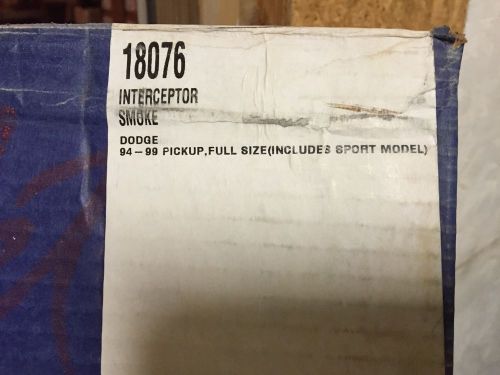 18076
INTERCEPTOR
SMOKE
DODGE
94-99 PICKUP,FULL SIZE(INCLUDES SPORT MODEL)